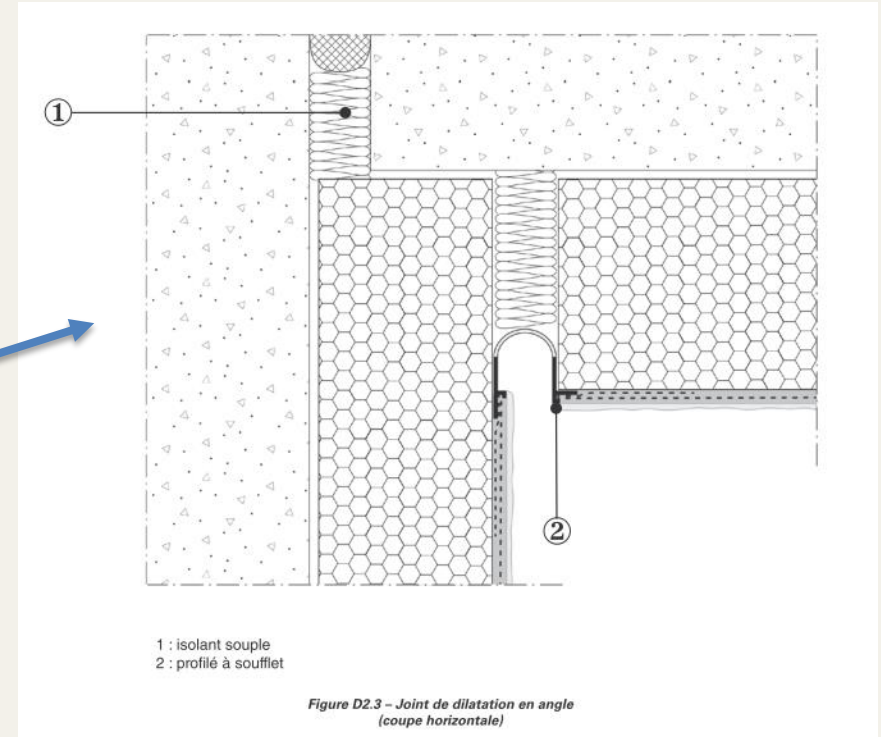 ①
②
1 : isolant souple
2 : profilé à soufflet
Figure D2.3 – Joint de dilatation en angle
(coupe horizontale)